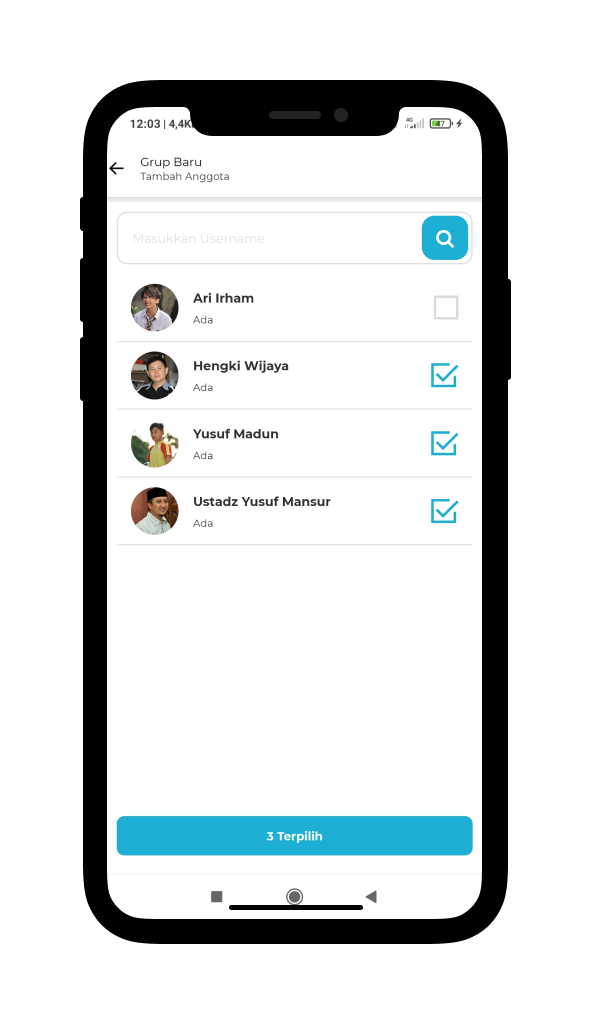 12:03 | 4,4K
4G
47
Grup Baru
Tambah Anggota
Masukkan Username
Ari Irham
Ada
Hengki Wijaya
Ada
Yusuf Madun
Ada
Ustadz Yusuf Mansur
Ada
3 Terpilih